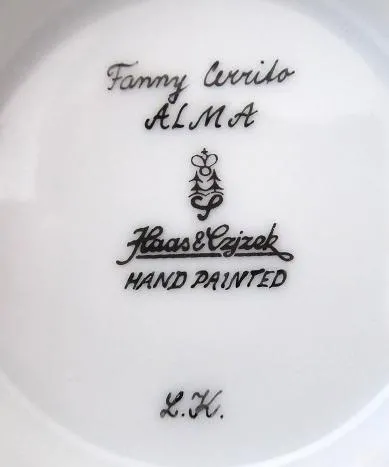 Fanny Cerrito
ALMA
S
Haas & Czjzek
HAND PAINTED
L.K.